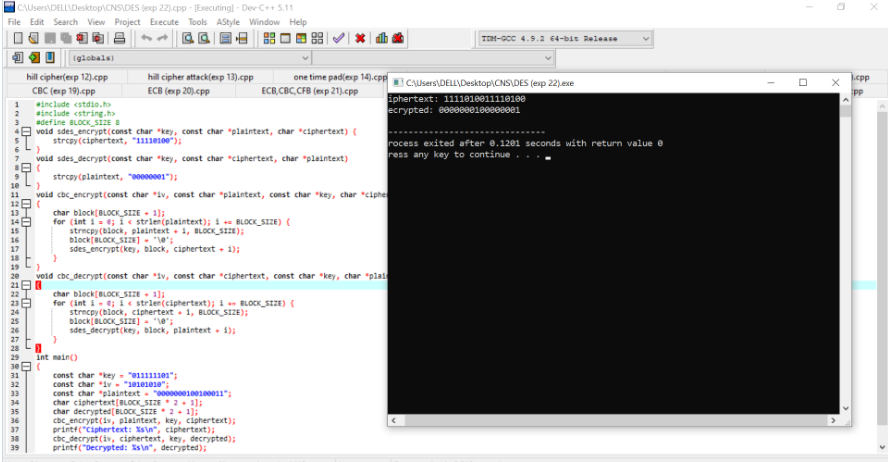 C:\Users\DELL\Desktop\CNS\DES (exp 22).cpp - [Executing] - Dev-C++ 5.11
File Edit Search View Project Execute Tools AStyle Window Help
TDM-GCC 4.9.2 64-bit Release
(globals)
hill cipher(exp 12).cpp hill cipher attack(exp 13).cpp one time pad(exp 14).cpp
CBC (exp 19).cpp ECB (exp 20).cpp ECB,CBC,CFB (exp 21).cpp
1 #include <stdio.h>
2 #include <string.h>
3 #define BLOCK_SIZE 8
4 void sdes_encrypt(const char *key, const char *plaintext, char *ciphertext) {
5 strcpy(ciphertext, "11110100");
6 }
7 void sdes_decrypt(const char *key, const char *ciphertext, char *plaintext)
8 {
9 strcpy(plaintext, "00000001");
10 }
11 void cbc_encrypt(const char *iv, const char *plaintext, const char *key, char *cipher
12 {
13 char block[BLOCK_SIZE + 1];
14 for (int i = 0; i < strlen(plaintext); i += BLOCK_SIZE) {
15 strncpy(block, plaintext + i, BLOCK_SIZE);
16 block[BLOCK_SIZE] = '\0';
17 sdes_encrypt(key, block, ciphertext + i);
18 }
19 }
20 void cbc_decrypt(const char *iv, const char *ciphertext, const char *key, char *plai
21 {
22 char block[BLOCK_SIZE + 1];
23 for (int i = 0; i < strlen(ciphertext); i += BLOCK_SIZE) {
24 strncpy(block, ciphertext + i, BLOCK_SIZE);
25 block[BLOCK_SIZE] = '\0';
26 sdes_decrypt(key, block, plaintext + i);
27 }
28 }
29 int main()
30 {
31 const char *key = "011111101";
32 const char *iv = "10101010";
33 const char *plaintext = "0000000100100011";
34 char ciphertext[BLOCK_SIZE * 2 + 1];
35 char decrypted[BLOCK_SIZE * 2 + 1];
36 cbc_encrypt(iv, plaintext, key, ciphertext);
37 printf("Ciphertext: %s\n", ciphertext);
38 cbc_decrypt(iv, ciphertext, key, decrypted);
39 printf("Decrypted: %s\n", decrypted);
C:\Users\DELL\Desktop\CNS\DES (exp 22).exe
iphertext: 1111010011110100
ecrypted: 0000000100000001
-------------------------------
rocess exited after 0.1201 seconds with return value 0
ress any key to continue . . .
).cpp
pp